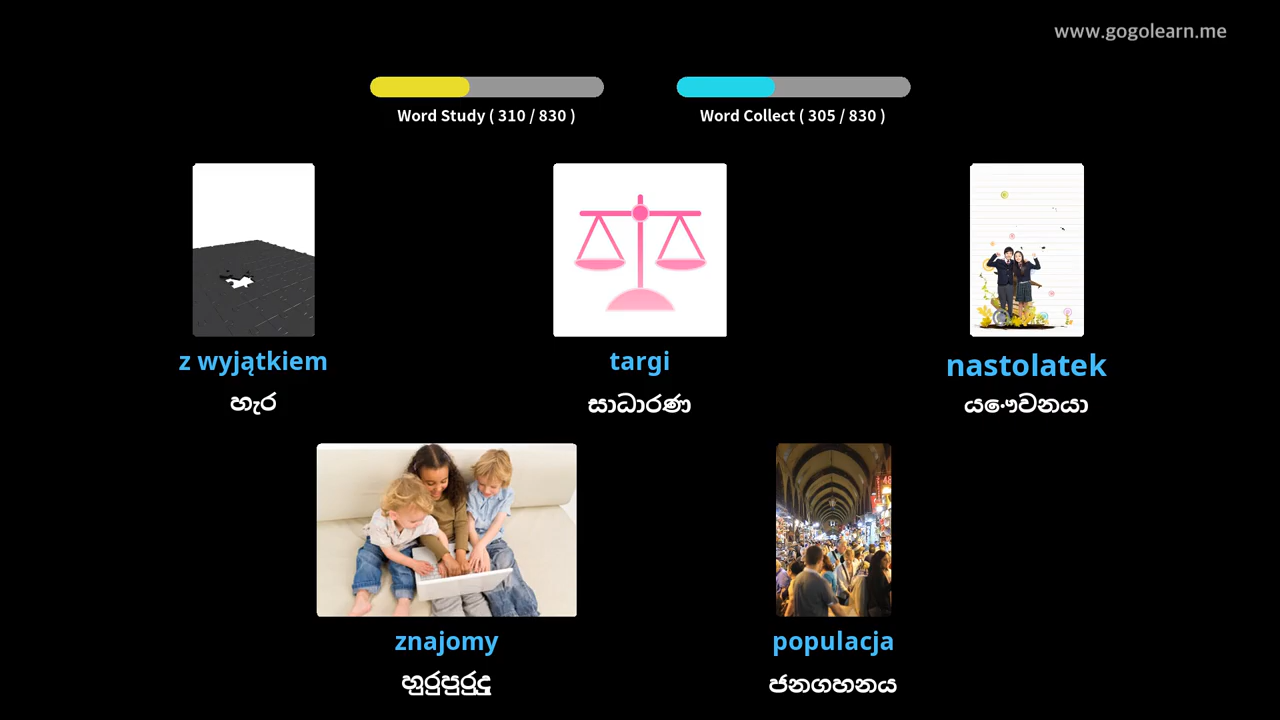 www.gogolearn.me
Word Study ( 310 / 830 )
Word Collect ( 305 / 830 )
z wyjątkiem
හැර
targi
සාධාරණ
nastolatek
යෞවනයා
znajomy
හුරුපුරුදු
populacja
ජනගහනය